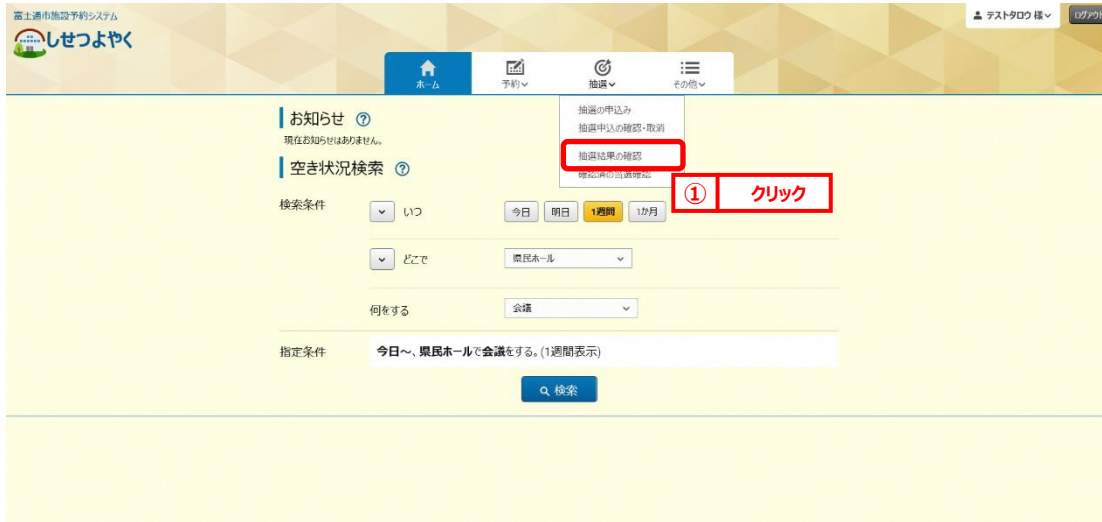 富士通市施設予約システム
しせつよやく
テストタロウ 様
ログアウト
ホーム
予約
抽選
その他
抽選の申込み
抽選申込の確認・取消
抽選結果の確認
確認済の当選確認
① クリック
お知らせ ?
現在お知らせはありません。
空き状況検索 ?
検索条件 いつ 今日 明日 1週間 1か月
どこで 県民ホール
何をする 会議
指定条件 今日～、県民ホールで会議をする。(1週間表示)
検索